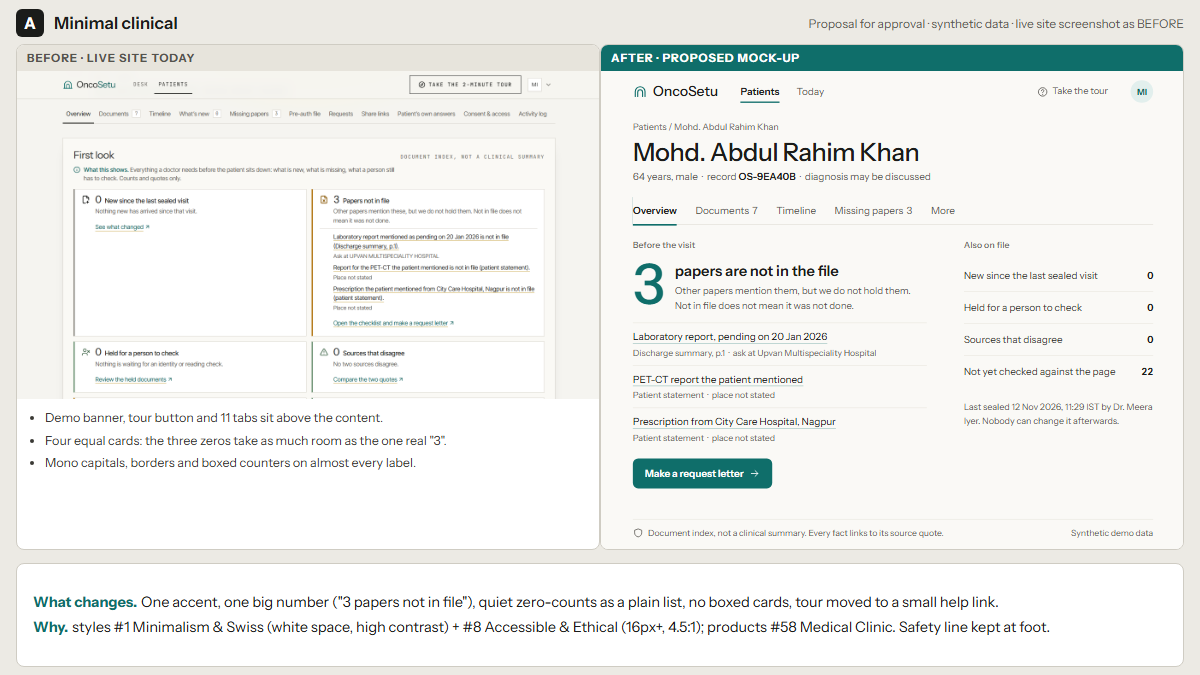 A Minimal clinical
Proposal for approval · synthetic data · live site screenshot as BEFORE
BEFORE · LIVE SITE TODAY
OncoSetu DESK PATIENTS
TAKE THE 2-MINUTE TOUR
MI
Overview Documents 7 Timeline What's new 0 Missing papers 3 Pre-auth file Requests Share links Patient's own answers Consent & access Activity log
First look
DOCUMENT INDEX, NOT A CLINICAL SUMMARY
What this shows. Everything a doctor needs before the patient sits down: what is new, what is missing, what a person still
has to check. Counts and quotes only.
0 New since the last sealed visit
Nothing new has arrived since that visit.
See what changed ↗
3 Papers not in file
Other papers mention these, but we do not hold them. Not in file does not
mean it was not done.
Laboratory report mentioned as pending on 20 Jan 2026 is not in file
(Discharge summary, p.1).
Ask at UPVAN MULTISPECIALITY HOSPITAL
Report for the PET-CT the patient mentioned is not in file (patient statement).
Place not stated
Prescription the patient mentioned from City Care Hospital, Nagpur is not in file
(patient statement).
Place not stated
Open the checklist and make a request letter ↗
0 Held for a person to check
Nothing is waiting for an identity or reading check.
Review the held documents ↗
0 Sources that disagree
No two sources disagree.
Compare the two quotes ↗
• Demo banner, tour button and 11 tabs sit above the content.
• Four equal cards: the three zeros take as much room as the one real "3".
• Mono capitals, borders and boxed counters on almost every label.
AFTER · PROPOSED MOCK-UP
OncoSetu Patients Today
Take the tour
MI
Patients / Mohd. Abdul Rahim Khan
Mohd. Abdul Rahim Khan
64 years, male · record OS-9EA40B · diagnosis may be discussed
Overview Documents 7 Timeline Missing papers 3 More
Before the visit
3 papers are not in the file
Other papers mention them, but we do not hold them.
Not in file does not mean it was not done.
Laboratory report, pending on 20 Jan 2026
Discharge summary, p.1 · ask at Upvan Multispeciality Hospital
PET-CT report the patient mentioned
Patient statement · place not stated
Prescription from City Care Hospital, Nagpur
Patient statement · place not stated
Make a request letter →
Also on file
New since the last sealed visit 0
Held for a person to check 0
Sources that disagree 0
Not yet checked against the page 22
Last sealed 12 Nov 2026, 11:29 IST by Dr. Meera
Iyer. Nobody can change it afterwards.
Document index, not a clinical summary. Every fact links to its source quote.
Synthetic demo data
What changes. One accent, one big number ("3 papers not in file"), quiet zero-counts as a plain list, no boxed cards, tour moved to a small help link.
Why. styles #1 Minimalism & Swiss (white space, high contrast) + #8 Accessible & Ethical (16px+, 4.5:1); products #58 Medical Clinic. Safety line kept at foot.